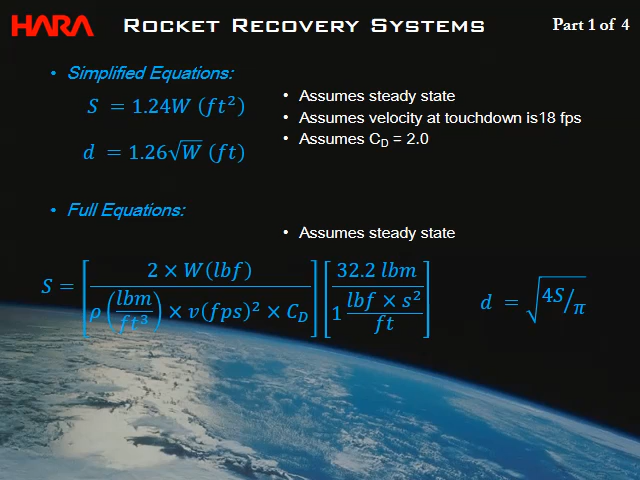 HARA
ROCKET RECOVERY SYSTEMS
Part 1 of 4
• Simplified Equations:
S = 1.24W (ft²)
d = 1.26√W (ft)
• Assumes steady state
• Assumes velocity at touchdown is18 fps
• Assumes C_D = 2.0
• Full Equations:
• Assumes steady state
S = [ 2 × W(lbf) / ρ (lbm/ft³) × v(fps)² × C_D ] [ 32.2 lbm / 1 lbf × s²/ft ]
d = √(4S/π)